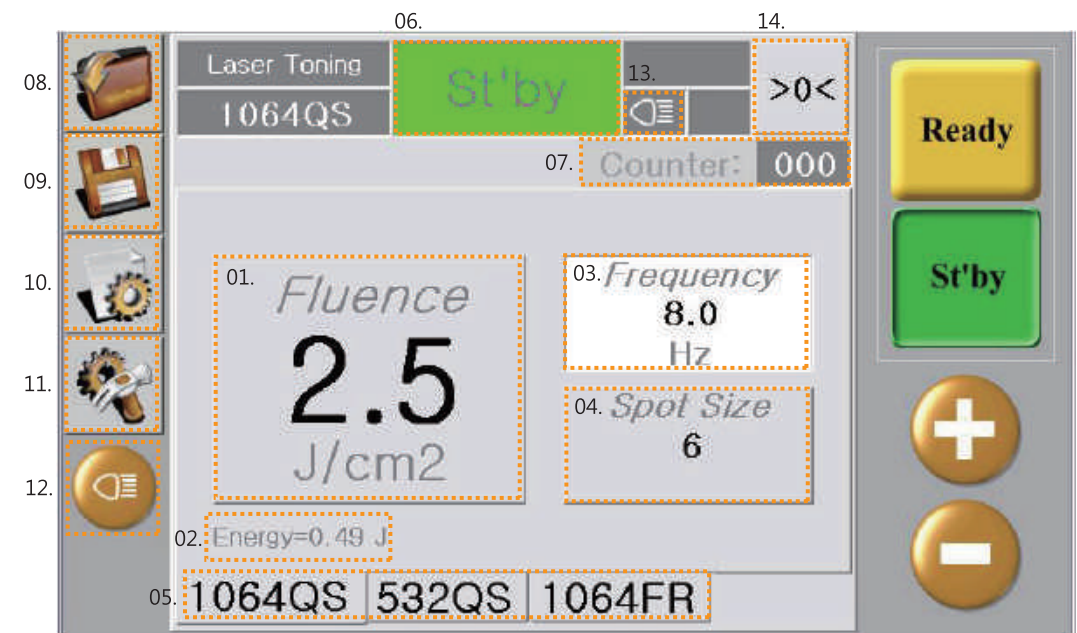 06.
14.
08.
Laser Toning
St'by
13.
>0<
1064QS
Ready
07.
Counter: 000
09.
01.
Fluence
2.5
J/cm2
03.
Frequency
8.0
Hz
St'by
10.
11.
04.
Spot Size
6
12.
02.
Energy=0.49 J
05.
1064QS 532QS 1064FR